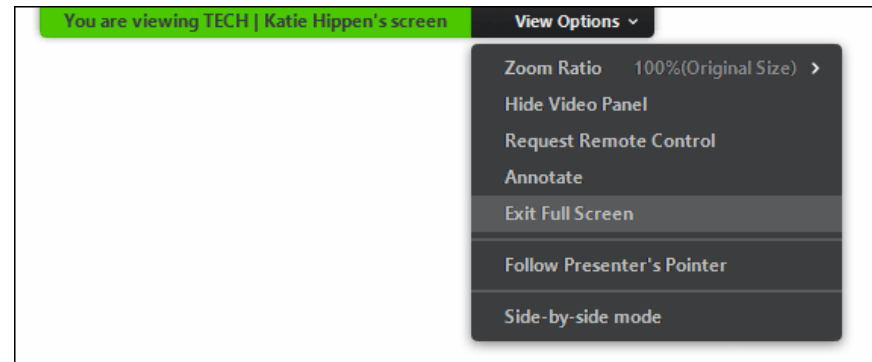 You are viewing TECH | Katie Hippen's screen View Options
Zoom Ratio 100%(Original Size)
Hide Video Panel
Request Remote Control
Annotate
Exit Full Screen
Follow Presenter's Pointer
Side-by-side mode